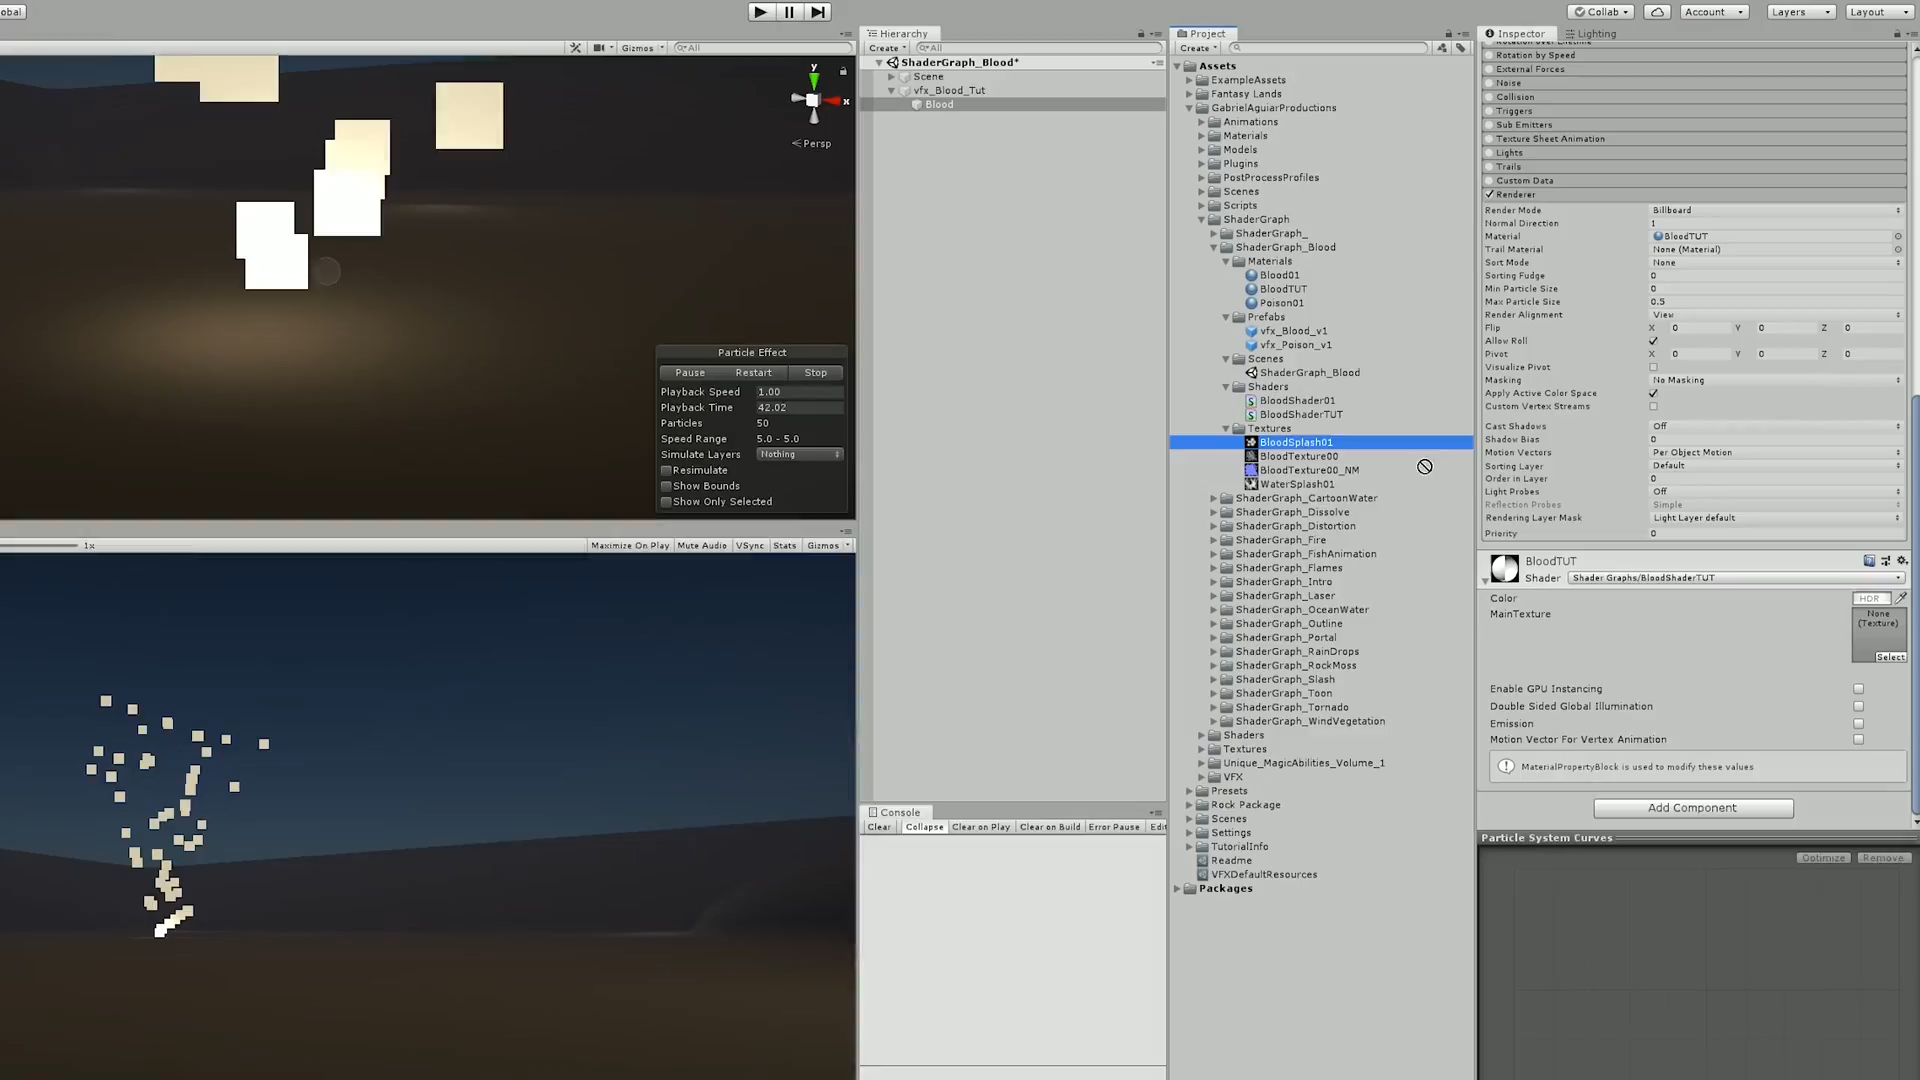 obal
Collab
Account
Layers
Layout
Gizmos
All
y
x
Persp
Particle Effect
Pause Restart Stop
Playback Speed 1.00
Playback Time 42.02
Particles 50
Speed Range 5.0 - 5.0
Simulate Layers Nothing
Resimulate
Show Bounds
Show Only Selected
1x
Maximize On Play Mute Audio VSync Stats Gizmos
Hierarchy
Create All
ShaderGraph_Blood*
Scene
vfx_Blood_Tut
Blood
Console
Clear Collapse Clear on Play Clear on Build Error Pause Edit
Project
Create
Assets
ExampleAssets
Fantasy Lands
GabrielAguiarProductions
Animations
Materials
Models
Plugins
PostProcessProfiles
Scenes
Scripts
ShaderGraph
ShaderGraph_
ShaderGraph_Blood
Materials
Blood01
BloodTUT
Poison01
Prefabs
vfx_Blood_v1
vfx_Poison_v1
Scenes
ShaderGraph_Blood
Shaders
BloodShader01
BloodShaderTUT
Textures
BloodSplash01
BloodTexture00
BloodTexture00_NM
WaterSplash01
ShaderGraph_CartoonWater
ShaderGraph_Dissolve
ShaderGraph_Distortion
ShaderGraph_Fire
ShaderGraph_FishAnimation
ShaderGraph_Flames
ShaderGraph_Intro
ShaderGraph_Laser
ShaderGraph_OceanWater
ShaderGraph_Outline
ShaderGraph_Portal
ShaderGraph_RainDrops
ShaderGraph_RockMoss
ShaderGraph_Slash
ShaderGraph_Toon
ShaderGraph_Tornado
ShaderGraph_WindVegetation
Shaders
Textures
Unique_MagicAbilities_Volume_1
VFX
Presets
Rock Package
Scenes
Settings
TutorialInfo
Readme
VFXDefaultResources
Packages
Inspector Lighting
Rotation over Lifetime
Rotation by Speed
External Forces
Noise
Collision
Triggers
Sub Emitters
Texture Sheet Animation
Lights
Trails
Custom Data
Renderer
Render Mode Billboard
Normal Direction 1
Material BloodTUT
Trail Material None (Material)
Sort Mode None
Sorting Fudge 0
Min Particle Size 0
Max Particle Size 0.5
Render Alignment View
Flip X 0 Y 0 Z 0
Allow Roll
Pivot X 0 Y 0 Z 0
Visualize Pivot
Masking No Masking
Apply Active Color Space
Custom Vertex Streams
Cast Shadows Off
Shadow Bias 0
Motion Vectors Per Object Motion
Sorting Layer Default
Order in Layer 0
Light Probes Off
Reflection Probes Simple
Rendering Layer Mask Light Layer default
Priority 0
BloodTUT
Shader Shader Graphs/BloodShaderTUT
Color HDR
MainTexture None
(Texture)
Select
Enable GPU Instancing
Double Sided Global Illumination
Emission
Motion Vector For Vertex Animation
MaterialPropertyBlock is used to modify these values
Add Component
Particle System Curves
Optimize Remove